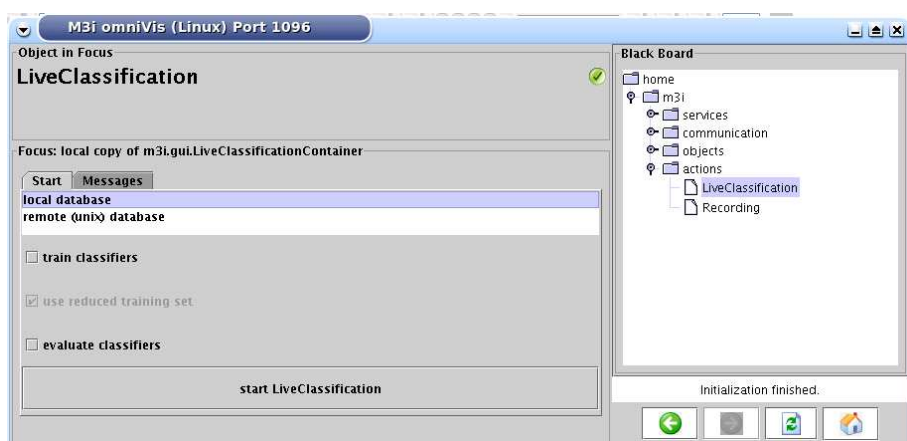 M3i omniVis (Linux) Port 1096
Object in Focus
LiveClassification
Focus: local copy of m3i.gui.LiveClassificationContainer
Start Messages
local database
remote (unix) database
train classifiers
use reduced training set
evaluate classifiers
start LiveClassification
Black Board
home
m3i
services
communication
objects
actions
LiveClassification
Recording
Initialization finished.